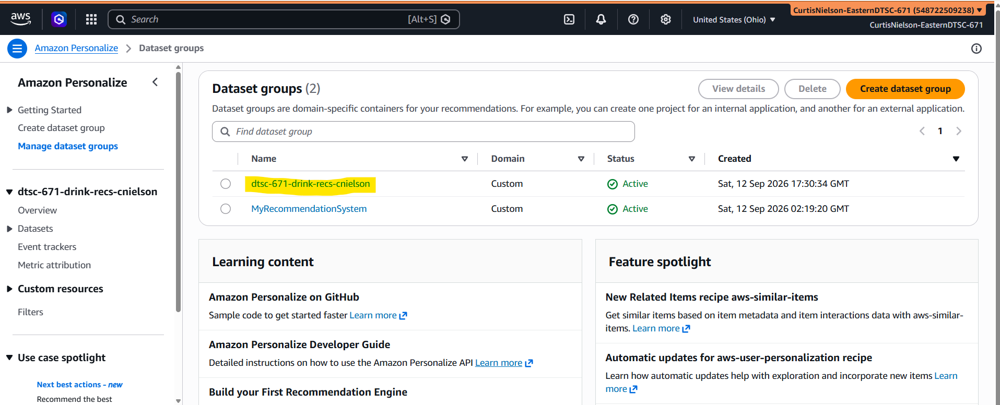 aws
Search
[Alt+S]
United States (Ohio)
CurtisNielson-EasternDTSC-671 (548722509238)
CurtisNielson-EasternDTSC-671
Amazon Personalize
Dataset groups
Amazon Personalize
Getting Started
Create dataset group
Manage dataset groups
dtsc-671-drink-recs-cnielson
Overview
Datasets
Event trackers
Metric attribution
Custom resources
Filters
Use case spotlight
Next best actions - new
Recommend the best
Dataset groups (2)
View details
Delete
Create dataset group
Dataset groups are domain-specific containers for your recommendations. For example, you can create one project for an internal application, and another for an external application.
Find dataset group
1
Name Domain Status Created
dtsc-671-drink-recs-cnielson Custom Active Sat, 12 Sep 2026 17:30:34 GMT
MyRecommendationSystem Custom Active Sat, 12 Sep 2026 02:19:20 GMT
Learning content
Amazon Personalize on GitHub
Sample code to get started faster Learn more
Amazon Personalize Developer Guide
Detailed instructions on how to use the Amazon Personalize API Learn more
Build your First Recommendation Engine
Feature spotlight
New Related Items recipe aws-similar-items
Get similar items based on item metadata and item interactions data with aws-similar-
items. Learn more
Automatic updates for aws-user-personalization recipe
Learn how automatic updates help with exploration and incorporate new items Learn
more